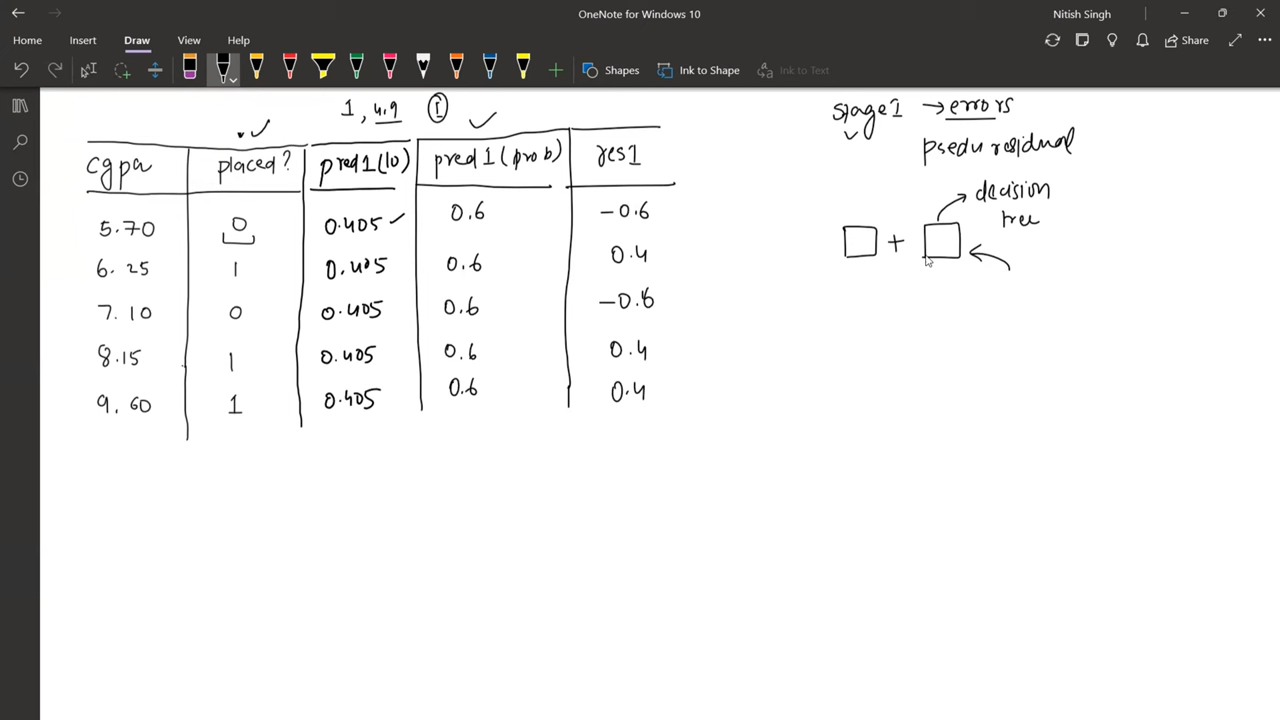 OneNote for Windows 10
Nitish Singh
Home Insert Draw View Help
Share
Shapes
Ink to Shape
Ink to Text
1, 4.9 I
cgpa placed? pred1(lo) pred1(prob) res1
5.70 0 0.405 0.6 -0.6
6.25 1 0.405 0.6 0.4
7.10 0 0.405 0.6 -0.6
8.15 1 0.405 0.6 0.4
9.60 1 0.405 0.6 0.4
stage1 → errors
psedu residual
decision
tree
+